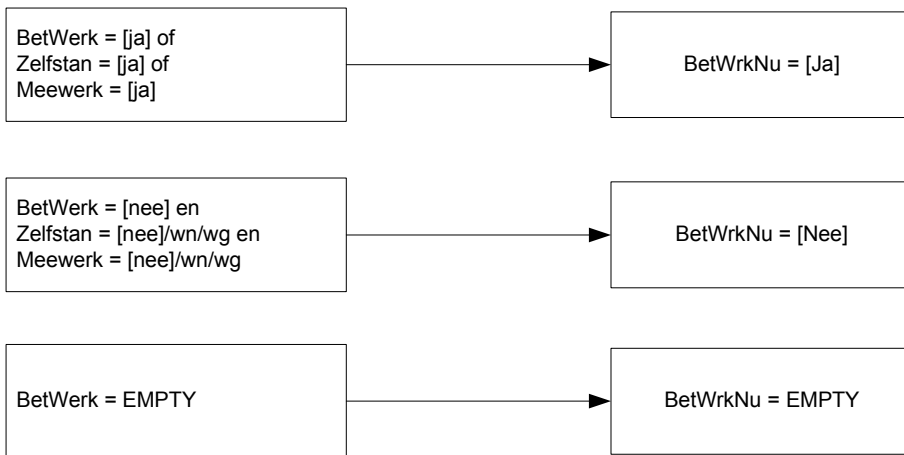 BetWerk = [ja] of
Zelfstan = [ja] of
Meewerk = [ja]
BetWrkNu = [Ja]
BetWerk = [nee] en
Zelfstan = [nee]/wn/wg en
Meewerk = [nee]/wn/wg
BetWrkNu = [Nee]
BetWerk = EMPTY
BetWrkNu = EMPTY